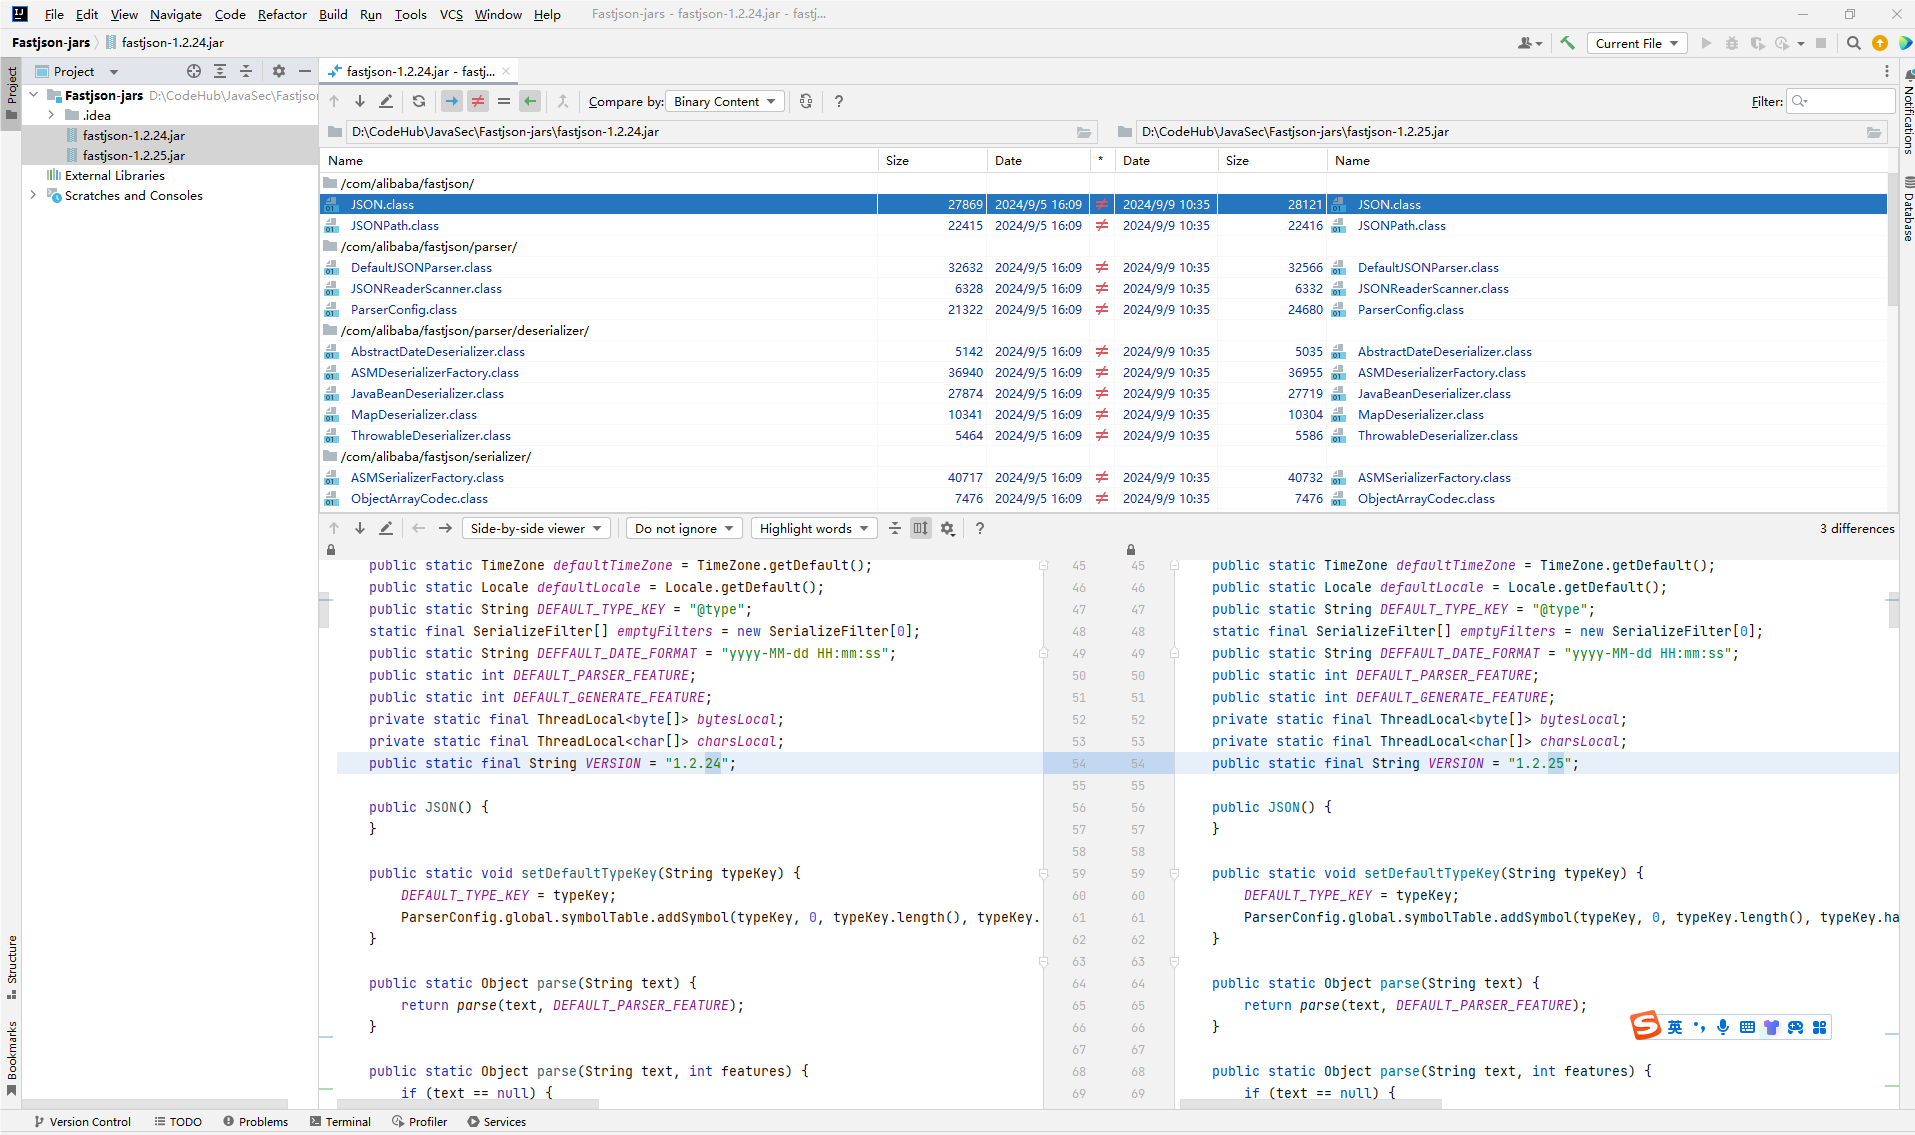 File Edit View Navigate Code Refactor Build Run Tools VCS Window Help Fastjson-jars - fastjson-1.2.24.jar - fastj...
Fastjson-jars fastjson-1.2.24.jar Current File
Project fastjson-1.2.24.jar - fastj...
Project
Fastjson-jars D:\CodeHub\JavaSec\Fastjson
.idea
fastjson-1.2.24.jar
fastjson-1.2.25.jar
External Libraries
Scratches and Consoles
Compare by: Binary Content ? Filter:
D:\CodeHub\JavaSec\Fastjson-jars\fastjson-1.2.24.jar D:\CodeHub\JavaSec\Fastjson-jars\fastjson-1.2.25.jar
Name Size Date * Date Size Name
/com/alibaba/fastjson/
JSON.class 27869 2024/9/5 16:09 ≠ 2024/9/9 10:35 28121 JSON.class
JSONPath.class 22415 2024/9/5 16:09 ≠ 2024/9/9 10:35 22416 JSONPath.class
/com/alibaba/fastjson/parser/
DefaultJSONParser.class 32632 2024/9/5 16:09 ≠ 2024/9/9 10:35 32566 DefaultJSONParser.class
JSONReaderScanner.class 6328 2024/9/5 16:09 ≠ 2024/9/9 10:35 6332 JSONReaderScanner.class
ParserConfig.class 21322 2024/9/5 16:09 ≠ 2024/9/9 10:35 24680 ParserConfig.class
/com/alibaba/fastjson/parser/deserializer/
AbstractDateDeserializer.class 5142 2024/9/5 16:09 ≠ 2024/9/9 10:35 5035 AbstractDateDeserializer.class
ASMDeserializerFactory.class 36940 2024/9/5 16:09 ≠ 2024/9/9 10:35 36955 ASMDeserializerFactory.class
JavaBeanDeserializer.class 27874 2024/9/5 16:09 ≠ 2024/9/9 10:35 27719 JavaBeanDeserializer.class
MapDeserializer.class 10341 2024/9/5 16:09 ≠ 2024/9/9 10:35 10304 MapDeserializer.class
ThrowableDeserializer.class 5464 2024/9/5 16:09 ≠ 2024/9/9 10:35 5586 ThrowableDeserializer.class
/com/alibaba/fastjson/serializer/
ASMSerializerFactory.class 40717 2024/9/5 16:09 ≠ 2024/9/9 10:35 40732 ASMSerializerFactory.class
ObjectArrayCodec.class 7476 2024/9/5 16:09 ≠ 2024/9/9 10:35 7476 ObjectArrayCodec.class
Side-by-side viewer Do not ignore Highlight words ? 3 differences
public static TimeZone defaultTimeZone = TimeZone.getDefault(); 45 45 public static TimeZone defaultTimeZone = TimeZone.getDefault();
public static Locale defaultLocale = Locale.getDefault(); 46 46 public static Locale defaultLocale = Locale.getDefault();
public static String DEFAULT_TYPE_KEY = "@type"; 47 47 public static String DEFAULT_TYPE_KEY = "@type";
static final SerializeFilter[] emptyFilters = new SerializeFilter[0]; 48 48 static final SerializeFilter[] emptyFilters = new SerializeFilter[0];
public static String DEFFAULT_DATE_FORMAT = "yyyy-MM-dd HH:mm:ss"; 49 49 public static String DEFFAULT_DATE_FORMAT = "yyyy-MM-dd HH:mm:ss";
public static int DEFAULT_PARSER_FEATURE; 50 50 public static int DEFAULT_PARSER_FEATURE;
public static int DEFAULT_GENERATE_FEATURE; 51 51 public static int DEFAULT_GENERATE_FEATURE;
private static final ThreadLocal<byte[]> bytesLocal; 52 52 private static final ThreadLocal<byte[]> bytesLocal;
private static final ThreadLocal<char[]> charsLocal; 53 53 private static final ThreadLocal<char[]> charsLocal;
public static final String VERSION = "1.2.24"; 54 54 public static final String VERSION = "1.2.25";
55 55
public JSON() { 56 56 public JSON() {
} 57 57 }
58 58
public static void setDefaultTypeKey(String typeKey) { 59 59 public static void setDefaultTypeKey(String typeKey) {
DEFAULT_TYPE_KEY = typeKey; 60 60 DEFAULT_TYPE_KEY = typeKey;
ParserConfig.global.symbolTable.addSymbol(typeKey, 0, typeKey.length(), typeKey. 61 61 ParserConfig.global.symbolTable.addSymbol(typeKey, 0, typeKey.length(), typeKey.ha
} 62 62 }
63 63
public static Object parse(String text) { 64 64 public static Object parse(String text) {
return parse(text, DEFAULT_PARSER_FEATURE); 65 65 return parse(text, DEFAULT_PARSER_FEATURE);
} 66 66 }
67 67
public static Object parse(String text, int features) { 68 68 public static Object parse(String text, int features) {
if (text == null) { 69 69 if (text == null) {
英
Structure
Bookmarks
Notifications
Database
Version Control TODO Problems Terminal Profiler Services